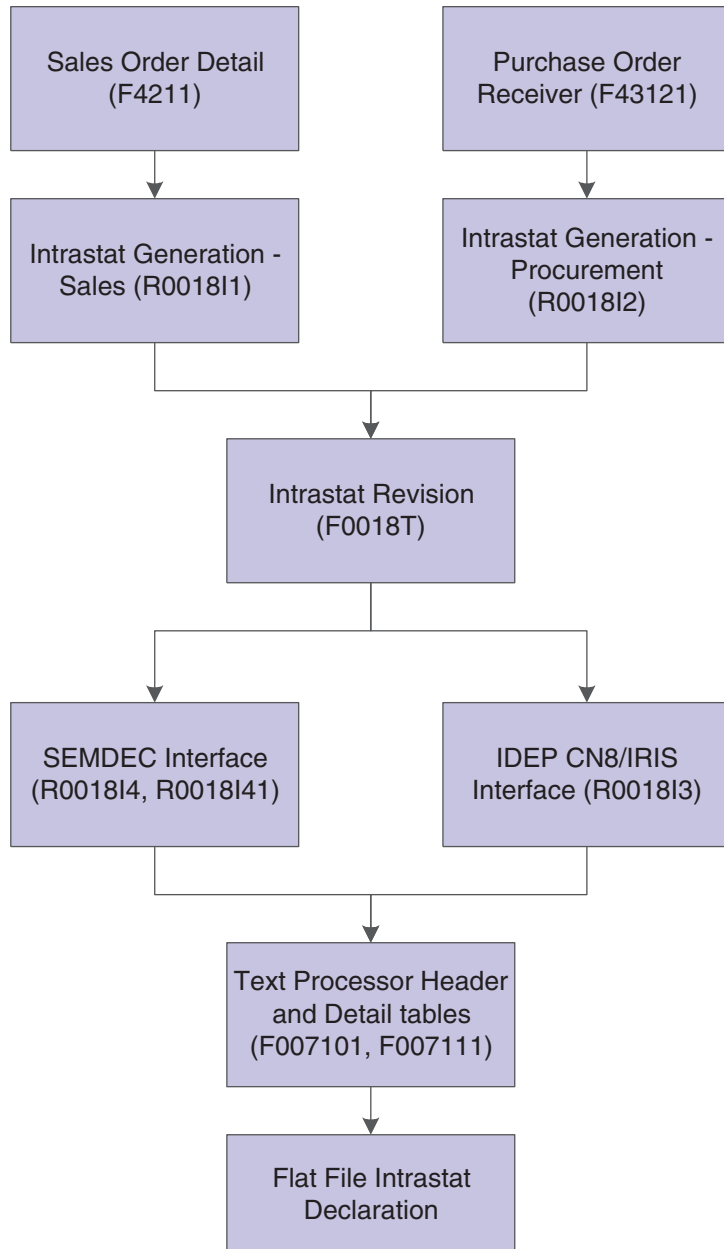 Sales Order Detail
(F4211)
Purchase Order
Receiver (F43121)
Intrastat Generation -
Sales (R0018I1)
Intrastat Generation -
Procurement
(R0018I2)
Intrastat Revision
(F0018T)
SEMDEC Interface
(R0018I4, R0018I41)
IDEP CN8/IRIS
Interface (R0018I3)
Text Processor Header
and Detail tables
(F007101, F007111)
Flat File Intrastat
Declaration